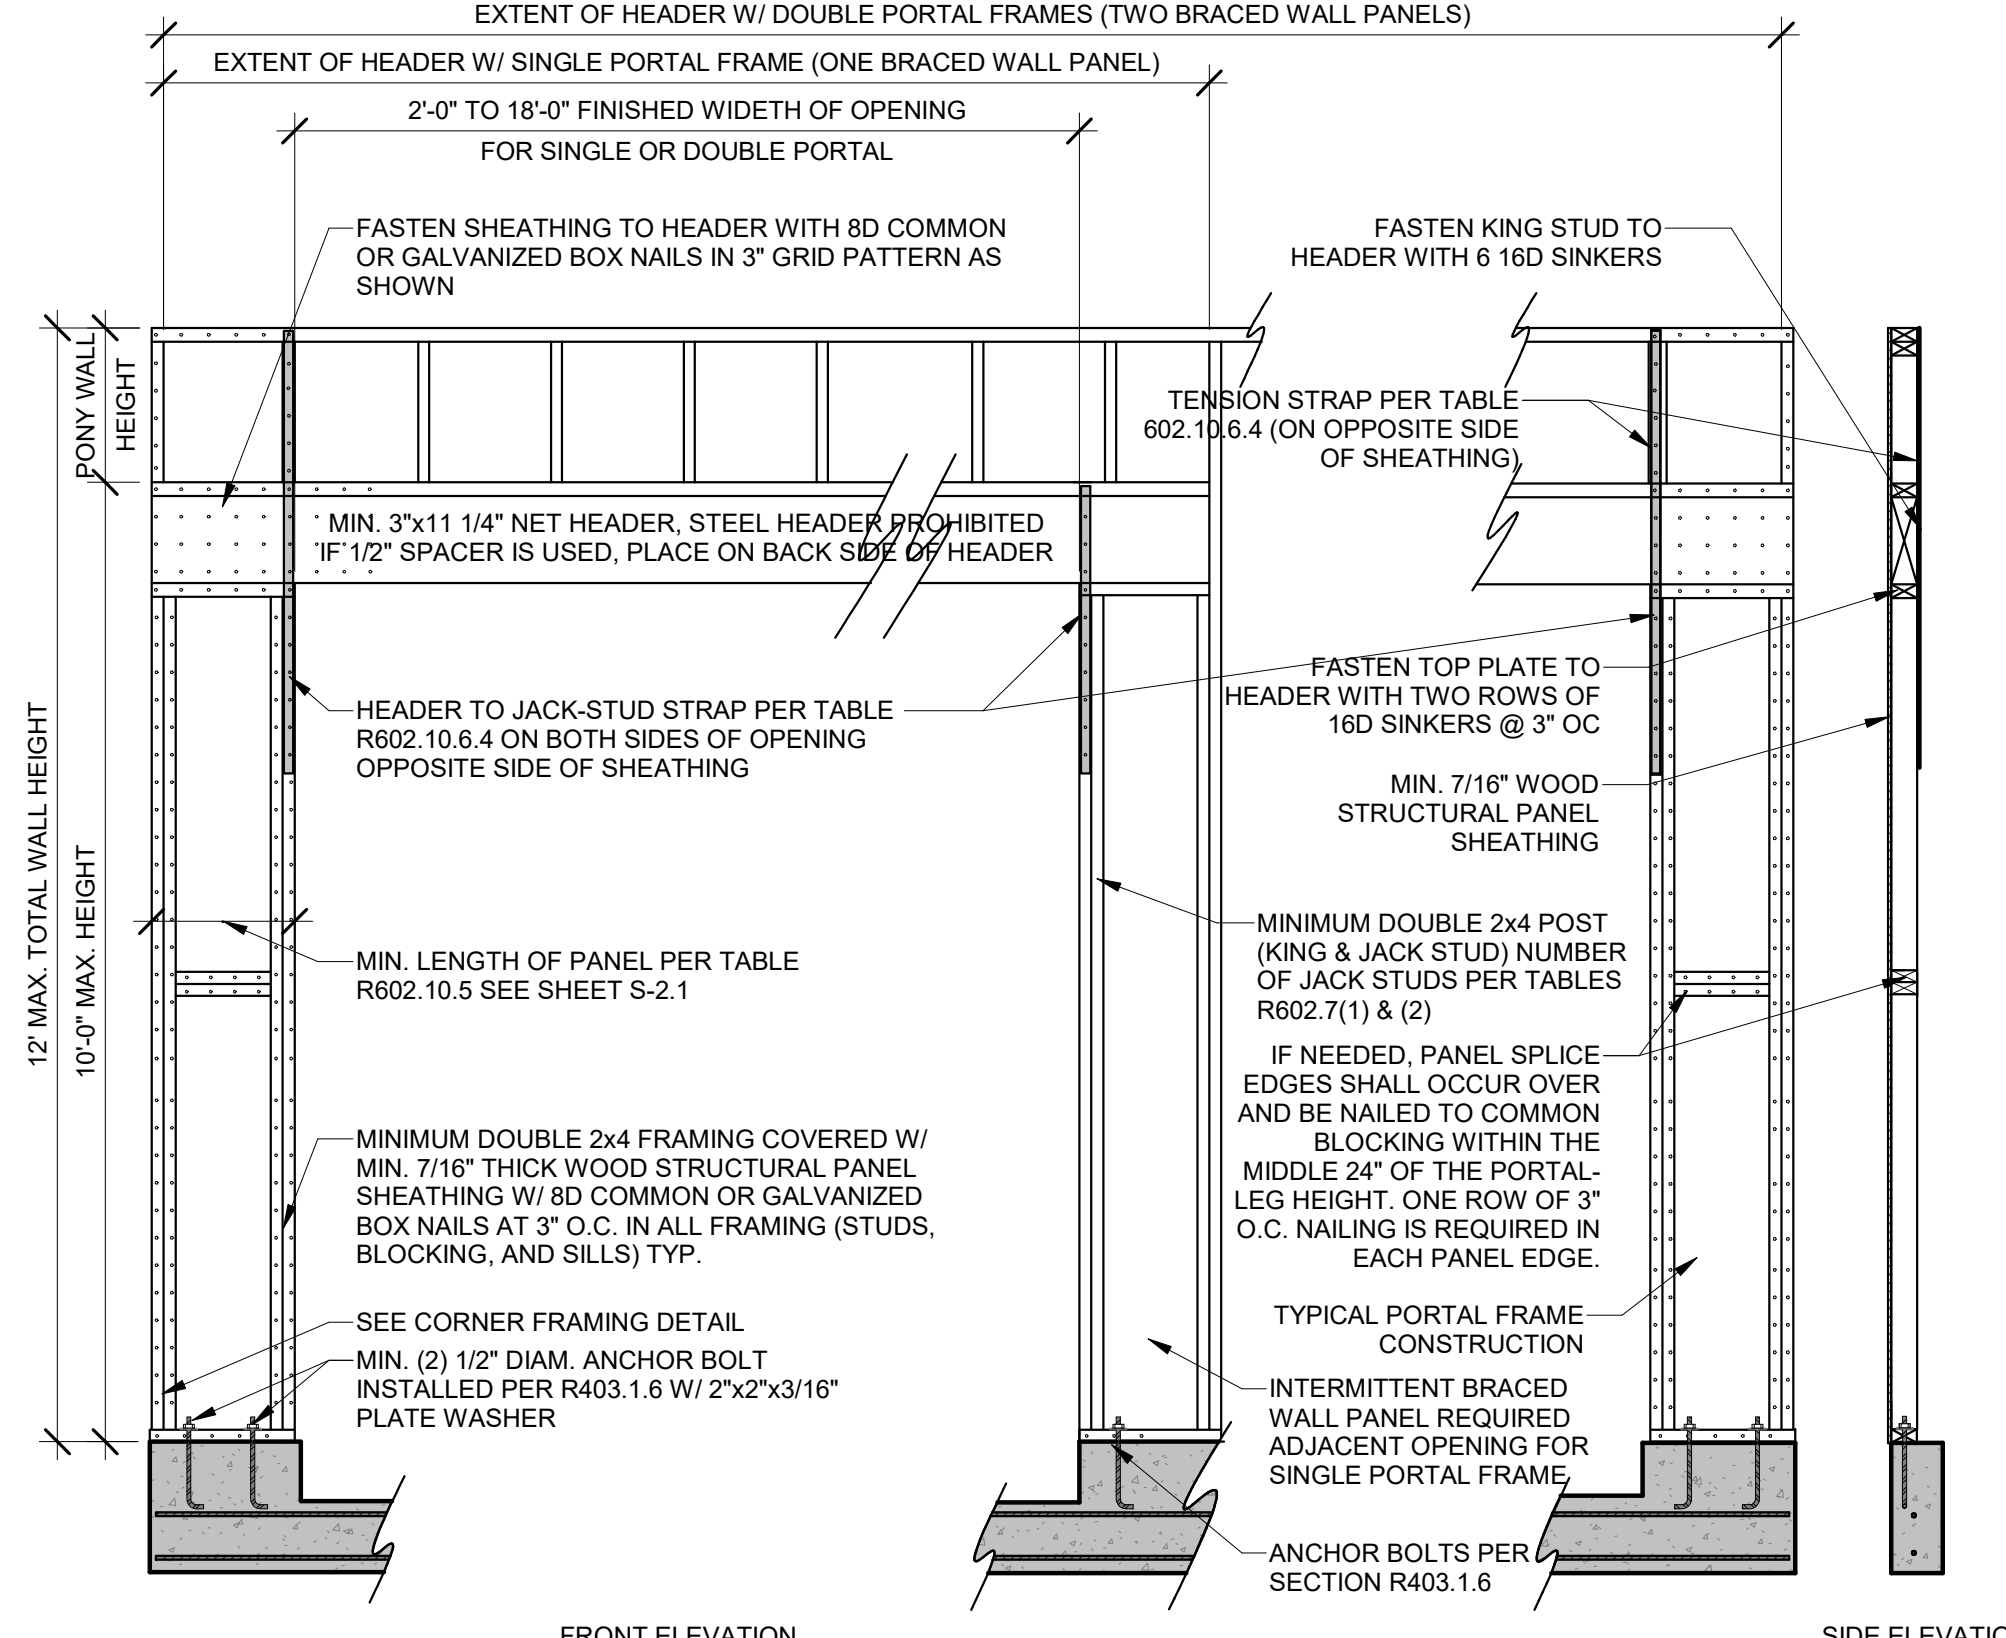 EXTENT OF HEADER W/ DOUBLE PORTAL FRAMES (TWO BRACED WALL PANELS)
EXTENT OF HEADER W/ SINGLE PORTAL FRAME (ONE BRACED WALL PANEL)
2'-0" TO 18'-0" FINISHED WIDETH OF OPENING
FOR SINGLE OR DOUBLE PORTAL
FASTEN SHEATHING TO HEADER WITH 8D COMMON
OR GALVANIZED BOX NAILS IN 3" GRID PATTERN AS
SHOWN
FASTEN KING STUD TO
HEADER WITH 6 16D SINKERS
PONY WALL
HEIGHT
TENSION STRAP PER TABLE
602.10.6.4 (ON OPPOSITE SIDE
OF SHEATHING)
MIN. 3"x11 1/4" NET HEADER, STEEL HEADER PROHIBITED
IF 1/2" SPACER IS USED, PLACE ON BACK SIDE OF HEADER
12' MAX. TOTAL WALL HEIGHT
10'-0" MAX. HEIGHT
HEADER TO JACK-STUD STRAP PER TABLE
R602.10.6.4 ON BOTH SIDES OF OPENING
OPPOSITE SIDE OF SHEATHING
FASTEN TOP PLATE TO
HEADER WITH TWO ROWS OF
16D SINKERS @ 3" OC
MIN. 7/16" WOOD
STRUCTURAL PANEL
SHEATHING
MIN. LENGTH OF PANEL PER TABLE
R602.10.5 SEE SHEET S-2.1
MINIMUM DOUBLE 2x4 POST
(KING & JACK STUD) NUMBER
OF JACK STUDS PER TABLES
R602.7(1) & (2)
IF NEEDED, PANEL SPLICE
EDGES SHALL OCCUR OVER
AND BE NAILED TO COMMON
BLOCKING WITHIN THE
MIDDLE 24" OF THE PORTAL-
LEG HEIGHT. ONE ROW OF 3"
O.C. NAILING IS REQUIRED IN
EACH PANEL EDGE.
MINIMUM DOUBLE 2x4 FRAMING COVERED W/
MIN. 7/16" THICK WOOD STRUCTURAL PANEL
SHEATHING W/ 8D COMMON OR GALVANIZED
BOX NAILS AT 3" O.C. IN ALL FRAMING (STUDS,
BLOCKING, AND SILLS) TYP.
SEE CORNER FRAMING DETAIL
MIN. (2) 1/2" DIAM. ANCHOR BOLT
INSTALLED PER R403.1.6 W/ 2"x2"x3/16"
PLATE WASHER
TYPICAL PORTAL FRAME
CONSTRUCTION
INTERMITTENT BRACED
WALL PANEL REQUIRED
ADJACENT OPENING FOR
SINGLE PORTAL FRAME
ANCHOR BOLTS PER
SECTION R403.1.6
FRONT ELEVATION
SIDE ELEVATIO